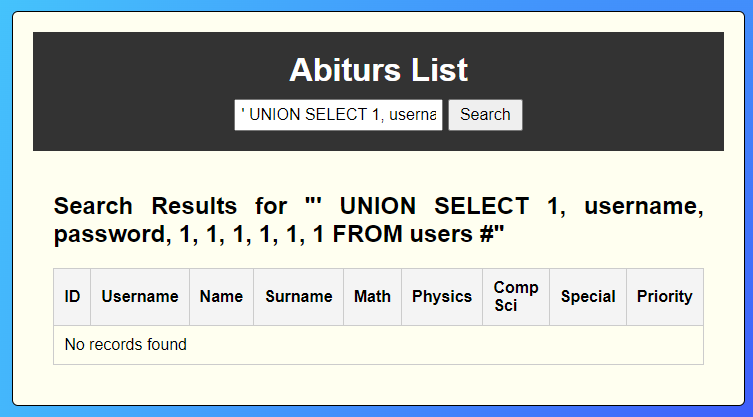 Abiturs List
' UNION SELECT 1, userna
Search
Search Results for "' UNION SELECT 1, username,
password, 1, 1, 1, 1, 1, 1 FROM users #"
ID Username Name Surname Math Physics Comp Sci Special Priority
No records found